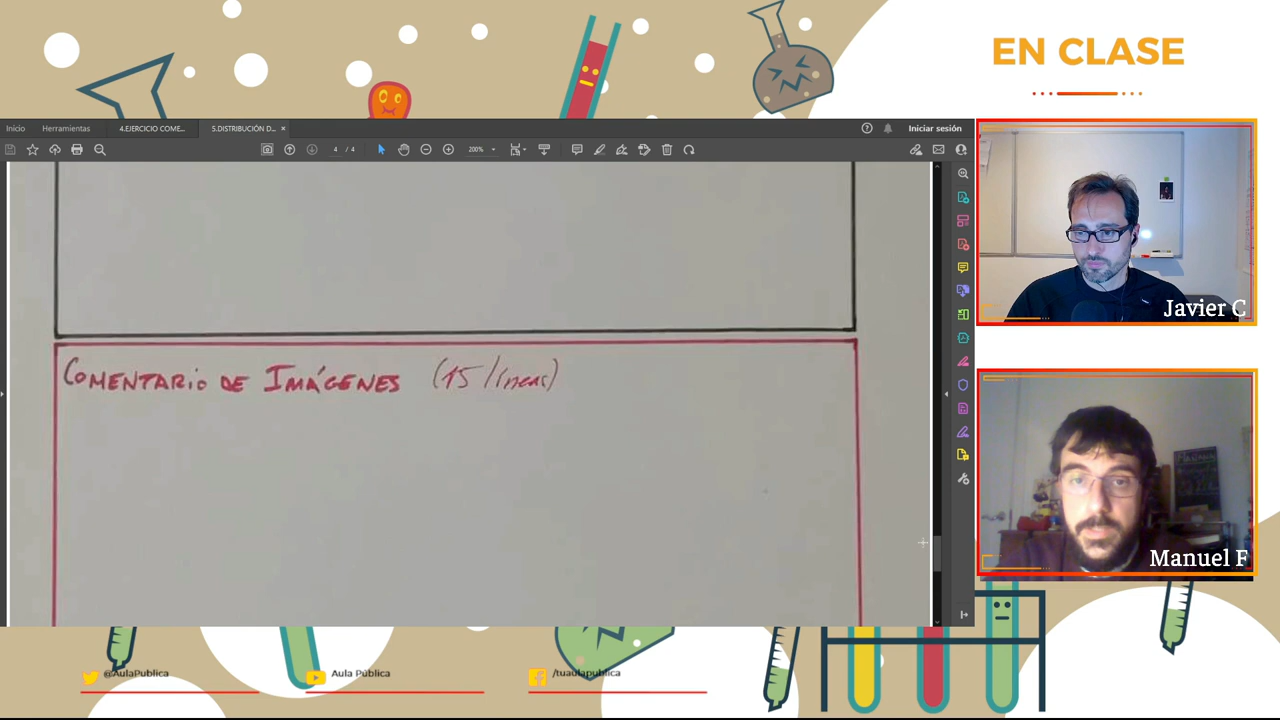 EN CLASE
Inicio
Herramientas
4.EJERCICIO COME...
5.DISTRIBUCIÓN D... ×
Iniciar sesión
4 / 4
200%
COMENTARIO DE IMÁGENES (15 líneas)
Javier C
Manuel F
@AulaPublica
Aula Pública
/tuaulapublica